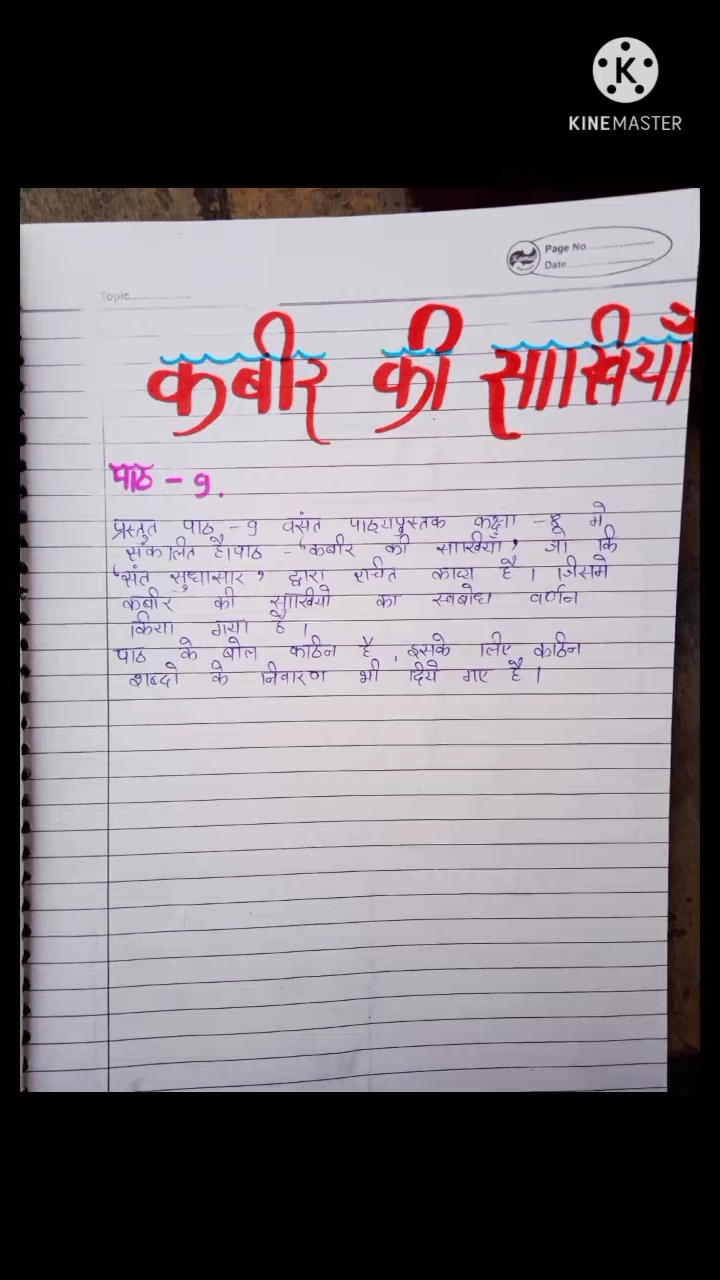 KINEMASTER
Page No
Date
Topic
कबीर की साखियाँ
पाठ - 9.
प्रस्तुत पाठ - 9 वसंत पाठ्यपुस्तक कक्षा - 8 में
संकलित है। पाठ - "कबीर की साखियाँ" जो कि
"संत सुधासार" द्वारा रचित काव्य है । जिसमे
कबीर की साखियो का स्वबोध वर्णन
किया गया है ।
पाठ के बोल कठिन है, इसके लिए कठिन
शब्दो के निवारण भी दिये गए है ।